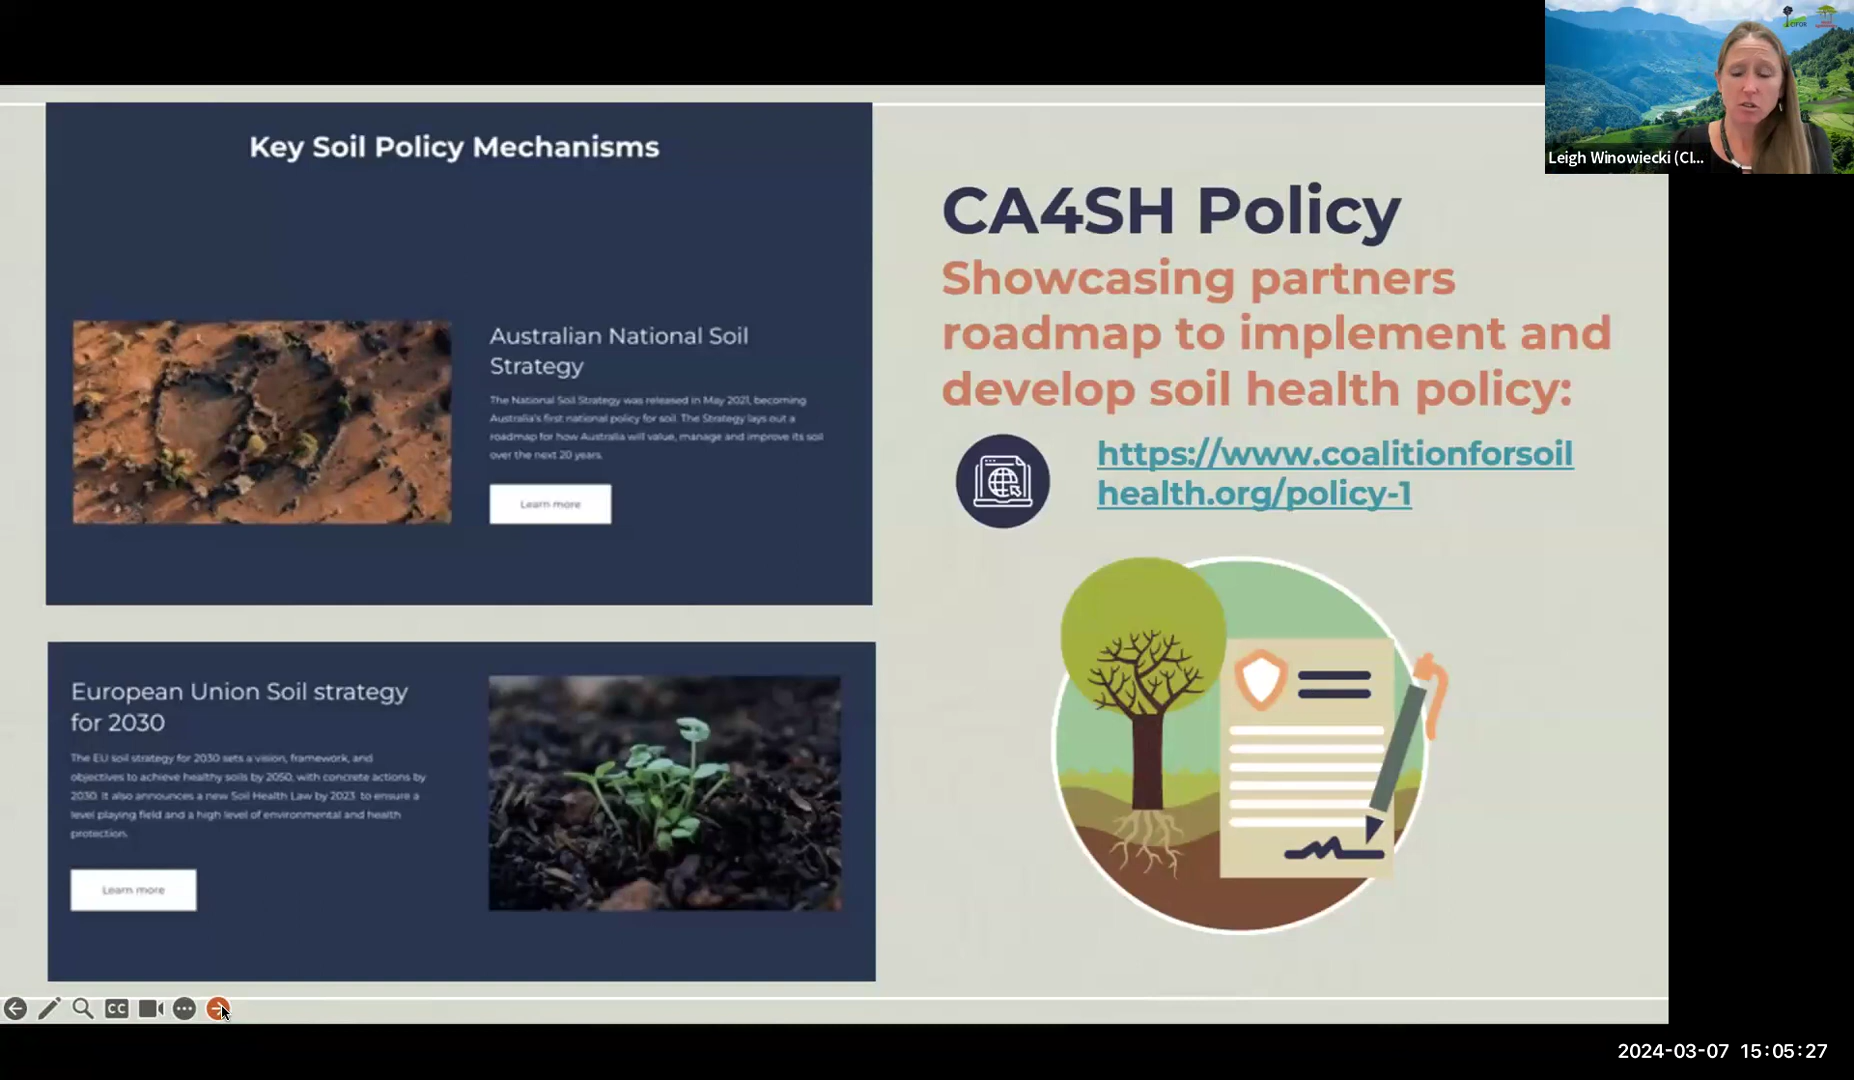 Key Soil Policy Mechanisms
Australian National Soil
Strategy
The National Soil Strategy was released in May 2021, becoming
Australia's first national policy for soil. The Strategy lays out a
roadmap for how Australia will value, manage and improve its soil
over the next 20 years.
Learn more
European Union Soil strategy
for 2030
The EU soil strategy for 2030 sets a vision, framework, and
objectives to achieve healthy soils by 2050, with concrete actions by
2030. It also announces a new Soil Health Law by 2023 to ensure a
level playing field and a high level of environmental and health
protection.
Learn more
CA4SH Policy
Showcasing partners
roadmap to implement and
develop soil health policy:
https://www.coalitionforsoil
health.org/policy-1
CIFOR
Leigh Winowiecki (CI...
CC
2024-03-07 15:05:27